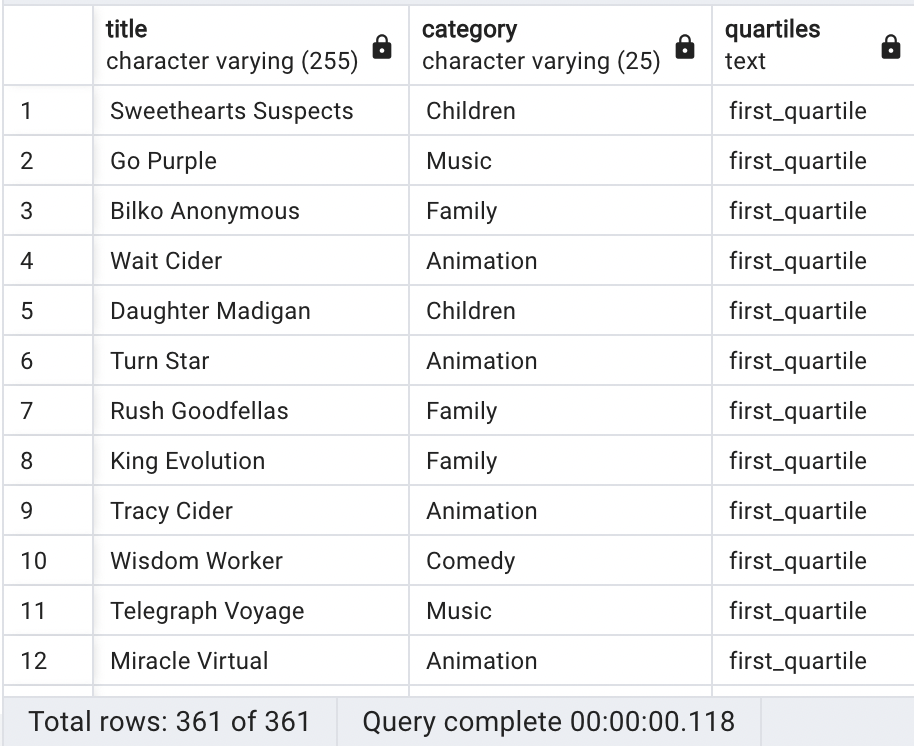 title category quartiles
character varying (255) character varying (25) text
1 Sweethearts Suspects Children first_quartile
2 Go Purple Music first_quartile
3 Bilko Anonymous Family first_quartile
4 Wait Cider Animation first_quartile
5 Daughter Madigan Children first_quartile
6 Turn Star Animation first_quartile
7 Rush Goodfellas Family first_quartile
8 King Evolution Family first_quartile
9 Tracy Cider Animation first_quartile
10 Wisdom Worker Comedy first_quartile
11 Telegraph Voyage Music first_quartile
12 Miracle Virtual Animation first_quartile
Total rows: 361 of 361 Query complete 00:00:00.118